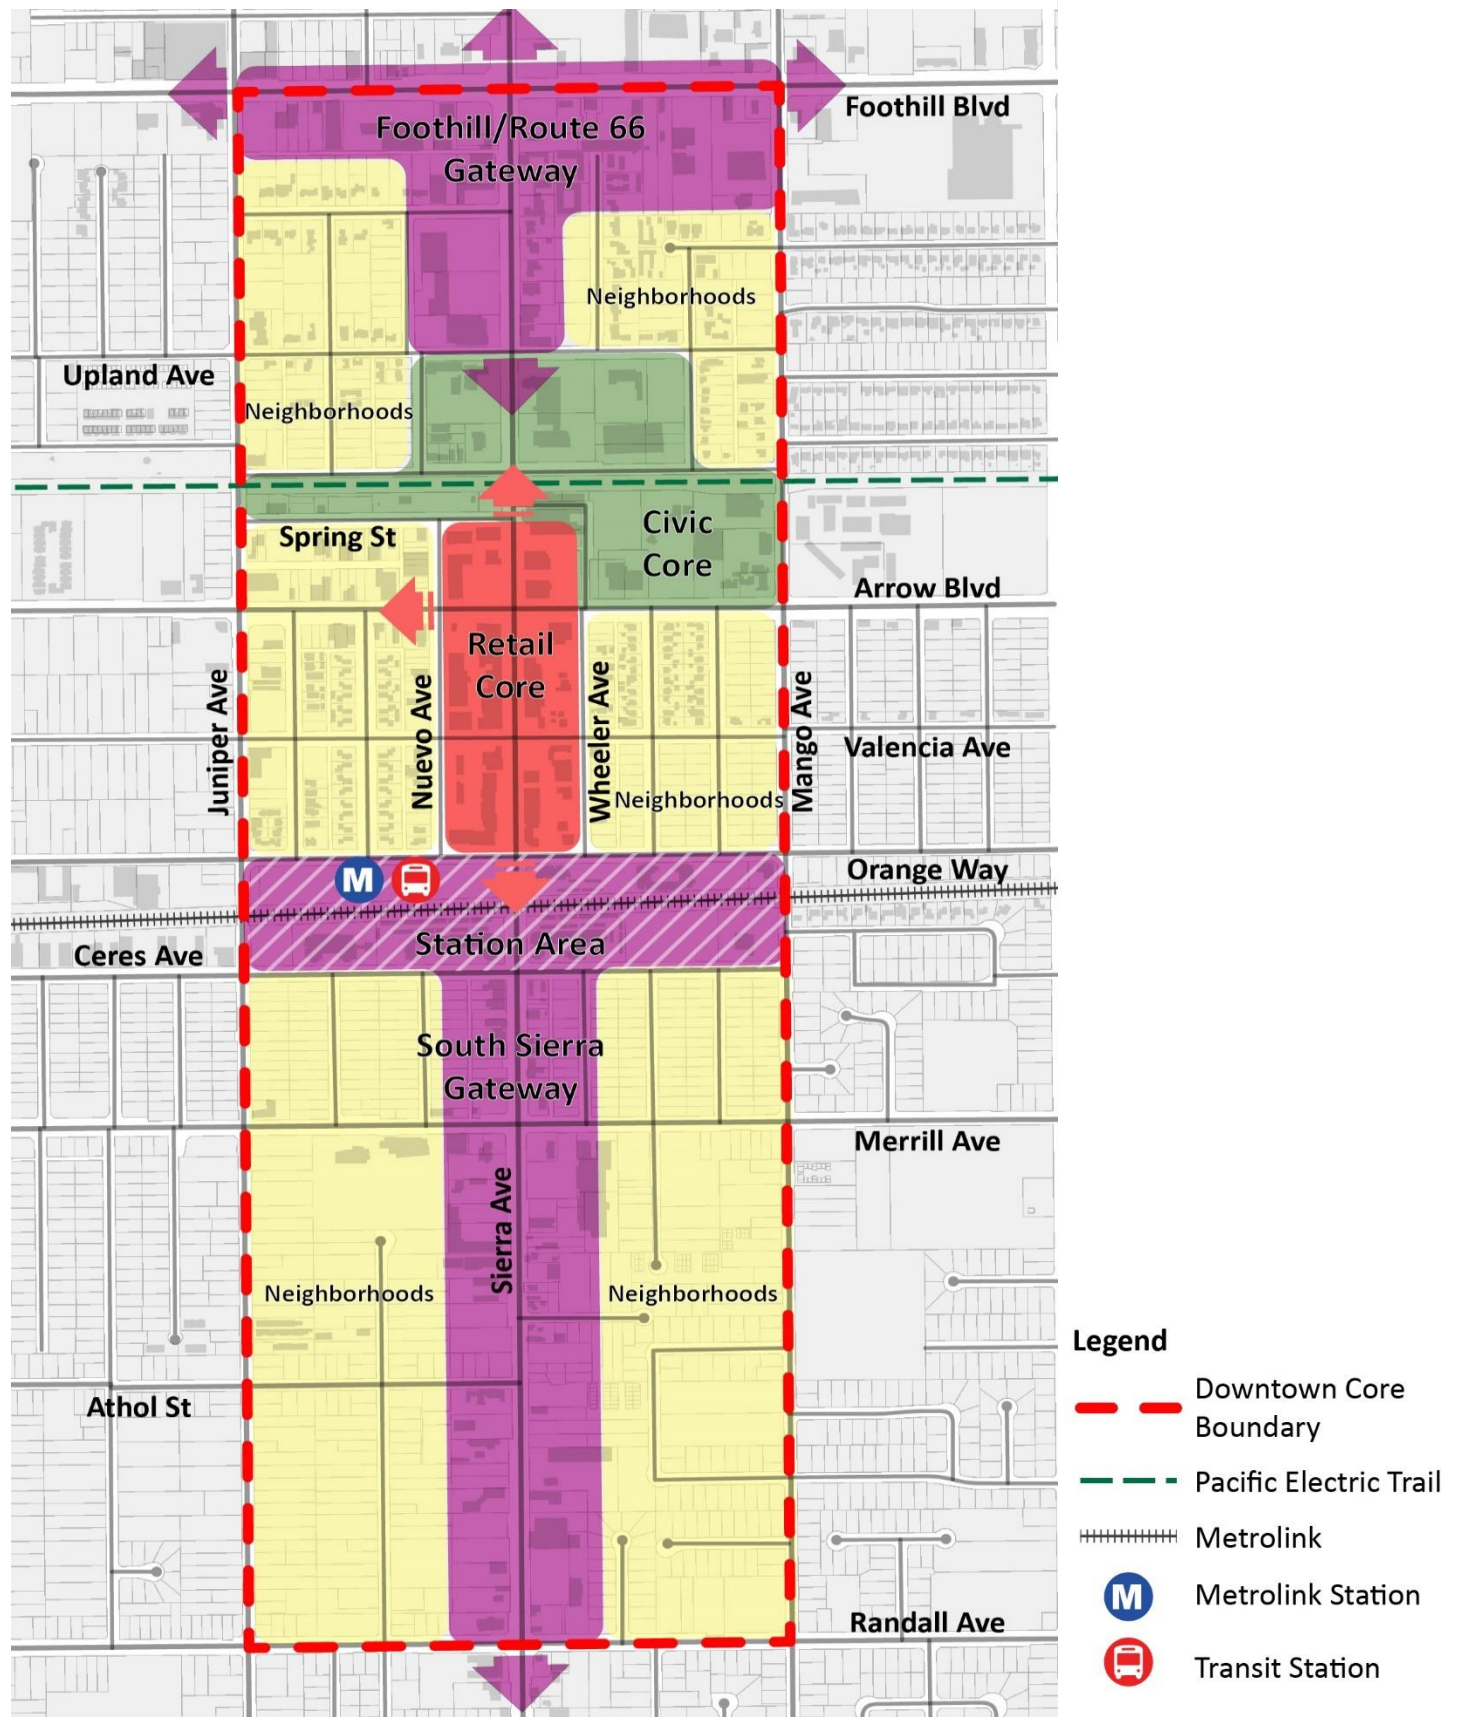 Foothill Blvd
Foothill/Route 66
Gateway
Neighborhoods
Upland Ave
Neighborhoods
Spring St
Civic
Core
Arrow Blvd
Retail
Core
Juniper Ave
Nuevo Ave
Wheeler Ave
Mango Ave
Valencia Ave
Neighborhoods
M
Orange Way
Station Area
Ceres Ave
South Sierra
Gateway
Merrill Ave
Sierra Ave
Neighborhoods
Neighborhoods
Athol St
Randall Ave
Legend
Downtown Core
Boundary
Pacific Electric Trail
Metrolink
M
Metrolink Station
Transit Station